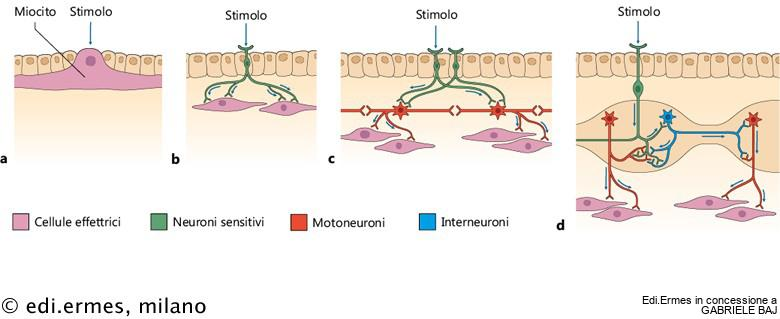 Miocito Stimolo
Stimolo
Stimolo
Stimolo
a
b
c
d
Cellule effettrici
Neuroni sensitivi
Motoneuroni
Interneuroni
© edi.ermes, milano
Edi.Ermes in concessione a
GABRIELE BAJ